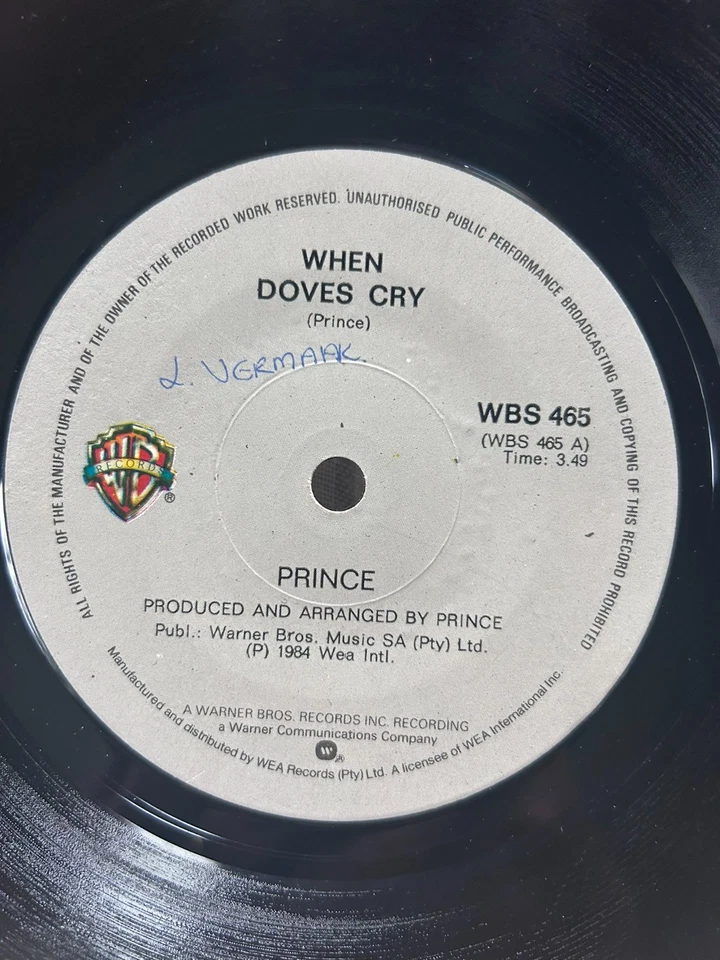 ALL RIGHTS OF THE MANUFACTURER AND OF THE OWNER OF THE RECORDED WORK RESERVED. UNAUTHORISED PUBLIC PERFORMANCE BROADCASTING AND COPYING OF THIS RECORD PROHIBITED
WHEN
DOVES CRY
(Prince)
L. VERMAAK
WBS 465
(WBS 465 A)
Time: 3.49
WB
RECORDS
®
PRINCE
PRODUCED AND ARRANGED BY PRINCE
Publ.: Warner Bros. Music SA (Pty) Ltd.
(P) 1984 Wea Intl.
A WARNER BROS. RECORDS INC. RECORDING
a Warner Communications Company
Manufactured and distributed by WEA Records (Pty) Ltd. A licensee of WEA International Inc.